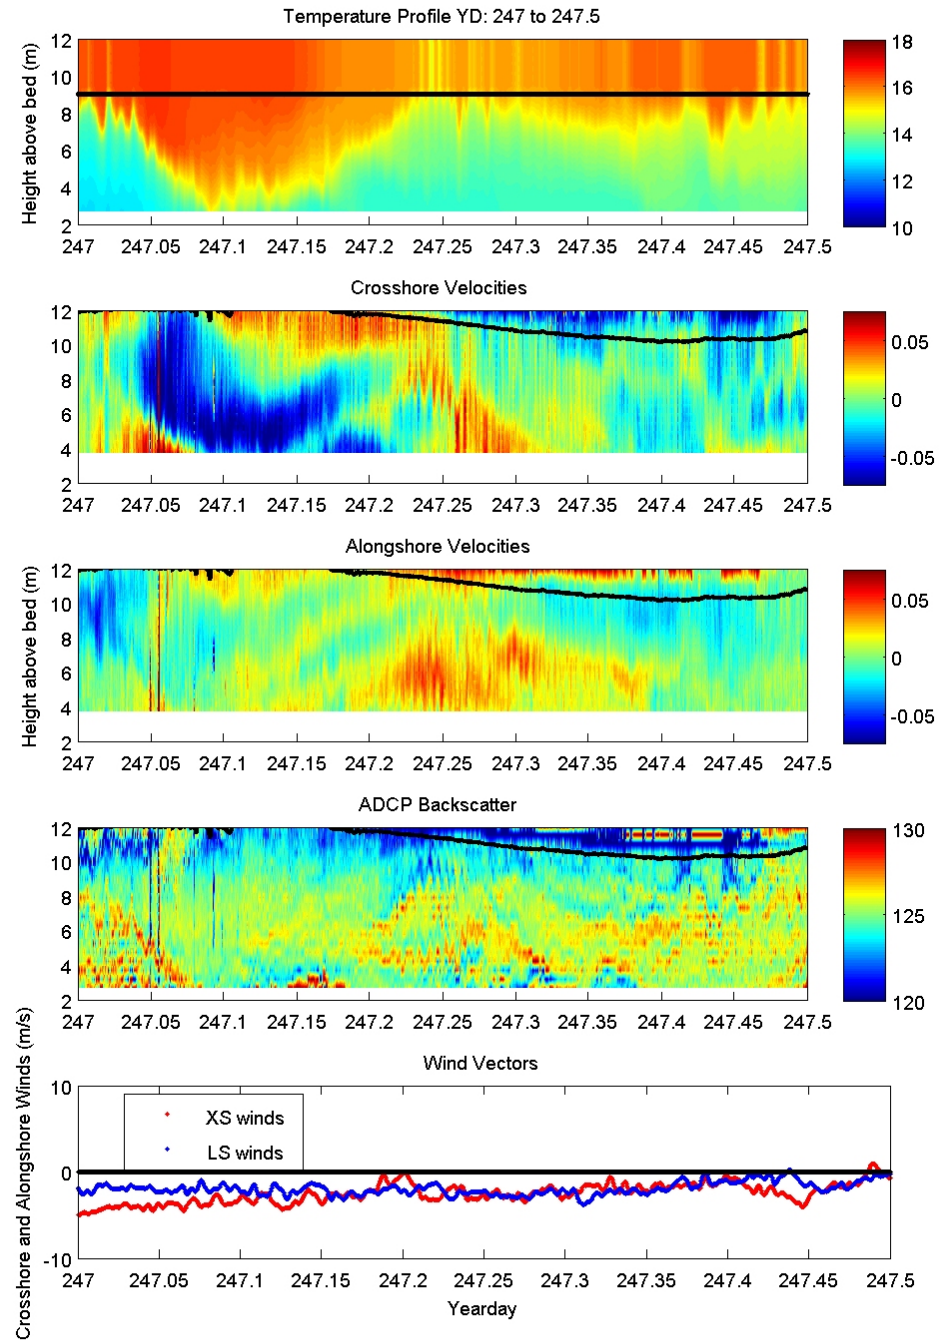 Temperature Profile YD: 247 to 247.5
Height above bed (m)
12
10
8
6
4
2
247 247.05 247.1 247.15 247.2 247.25 247.3 247.35 247.4 247.45 247.5
18
16
14
12
10
Crosshore Velocities
12
10
8
6
4
2
247 247.05 247.1 247.15 247.2 247.25 247.3 247.35 247.4 247.45 247.5
0.05
0
-0.05
Alongshore Velocities
Height above bed (m)
12
10
8
6
4
2
247 247.05 247.1 247.15 247.2 247.25 247.3 247.35 247.4 247.45 247.5
0.05
0
-0.05
ADCP Backscatter
12
10
8
6
4
2
247 247.05 247.1 247.15 247.2 247.25 247.3 247.35 247.4 247.45 247.5
130
125
120
Wind Vectors
Crosshore and Alongshore Winds (m/s)
10
0
-10
XS winds
LS winds
247 247.05 247.1 247.15 247.2 247.25 247.3 247.35 247.4 247.45 247.5
Yearday